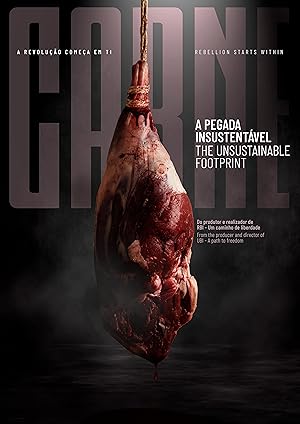 CARNE
A REVOLUÇÃO COMEÇA EM TI
REBELLION STARTS WITHIN
A PEGADA
INSUSTENTÁVEL
THE UNSUSTAINABLE
FOOTPRINT
Do produtor e realizador de
RBI - Um caminho de liberdade
From the producer and director of
UBI - A path to freedom